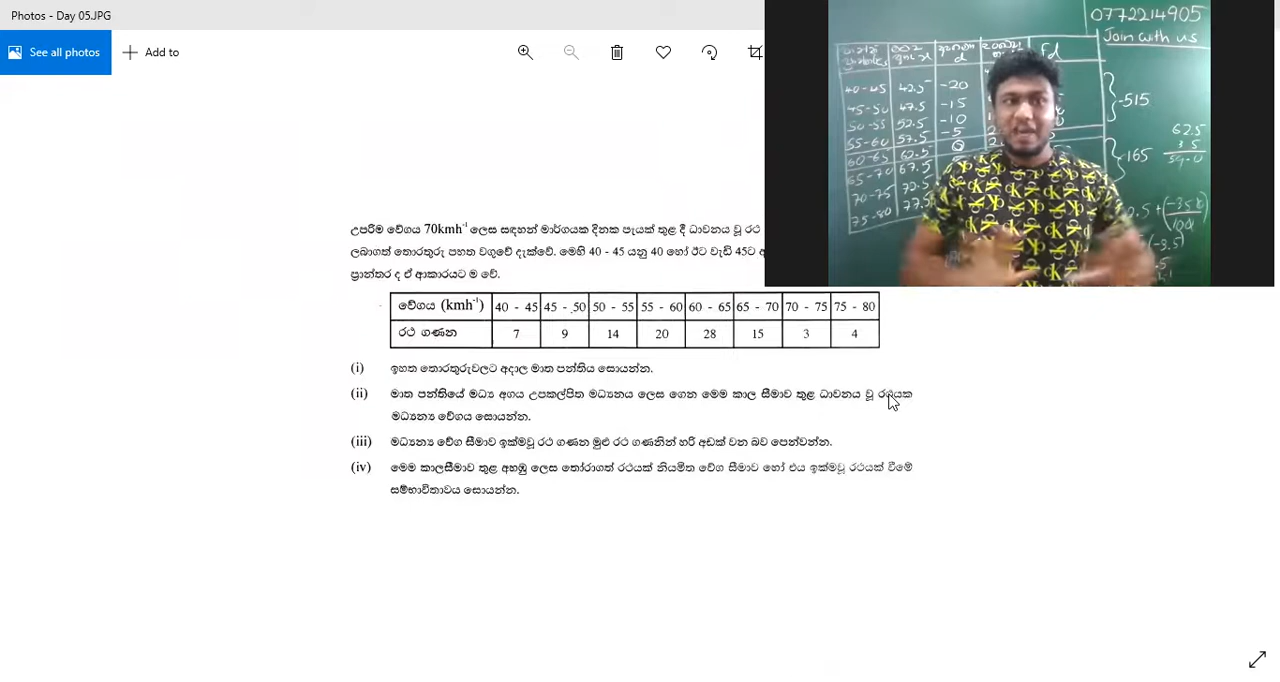 Photos - Day 05.JPG
See all photos
Add to
0772214905
Join with us
40-45 42.5 -20
45-50 47.5 -15
50-55 52.5 -10
55-60 57.5 -5
60-65 62.5 0
65-70 67.5
70-75 72.5
75-80 77.5
d
Fd
-515
165
62.5
3.5
59.0
උපරිම වේගය 70kmh⁻¹ ලෙස සඳහන් මාර්ගයක දිනක පැයක් තුළ දී ධාවනය වූ රථ
ලබාගත් තොරතුරු පහත වගුවේ දැක්වේ. මෙහි 40 - 45 යනු 40 හෝ ඊට වැඩි 45ට අ
ප්‍රාන්තර ද ඒ ආකාරයට ම වේ.
වේගය (kmh⁻¹) 40 - 45 45 - 50 50 - 55 55 - 60 60 - 65 65 - 70 70 - 75 75 - 80
රථ ගණන 7 9 14 20 28 15 3 4
(i) ඉහත තොරතුරුවලට අදාල මාත පන්තිය සොයන්න.
(ii) මාත පන්තියේ මධ්‍ය අගය උපකල්පිත මධ්‍යනය ලෙස ගෙන මෙම කාල සීමාව තුළ ධාවනය වූ රථයක
මධ්‍යන්‍ය වේගය සොයන්න.
(iii) මධ්‍යන්‍ය වේග සීමාව ඉක්මවූ රථ ගණන මුළු රථ ගණනින් හරි අඩක් වන බව පෙන්වන්න.
(iv) මෙම කාලසීමාව තුළ අහඹු ලෙස තෝරාගත් රථයක් නියමිත වේග සීමාව හෝ එය ඉක්මවූ රථයක් වීමේ
සම්භාවිතාවය සොයන්න.